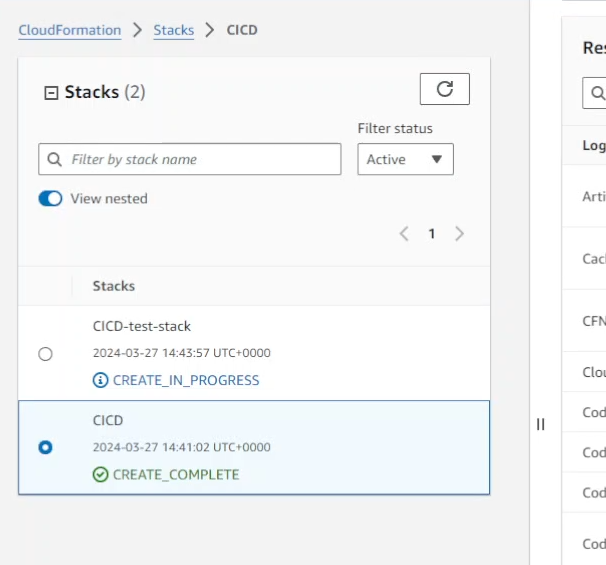 CloudFormation > Stacks > CICD
Stacks (2)
Filter status
Filter by stack name
Active
View nested
1
Stacks
CICD-test-stack
2024-03-27 14:43:57 UTC+0000
CREATE_IN_PROGRESS
CICD
2024-03-27 14:41:02 UTC+0000
CREATE_COMPLETE
Res
Log
Arti
Cac
CFN
Clou
Cod
Cod
Cod
Cod